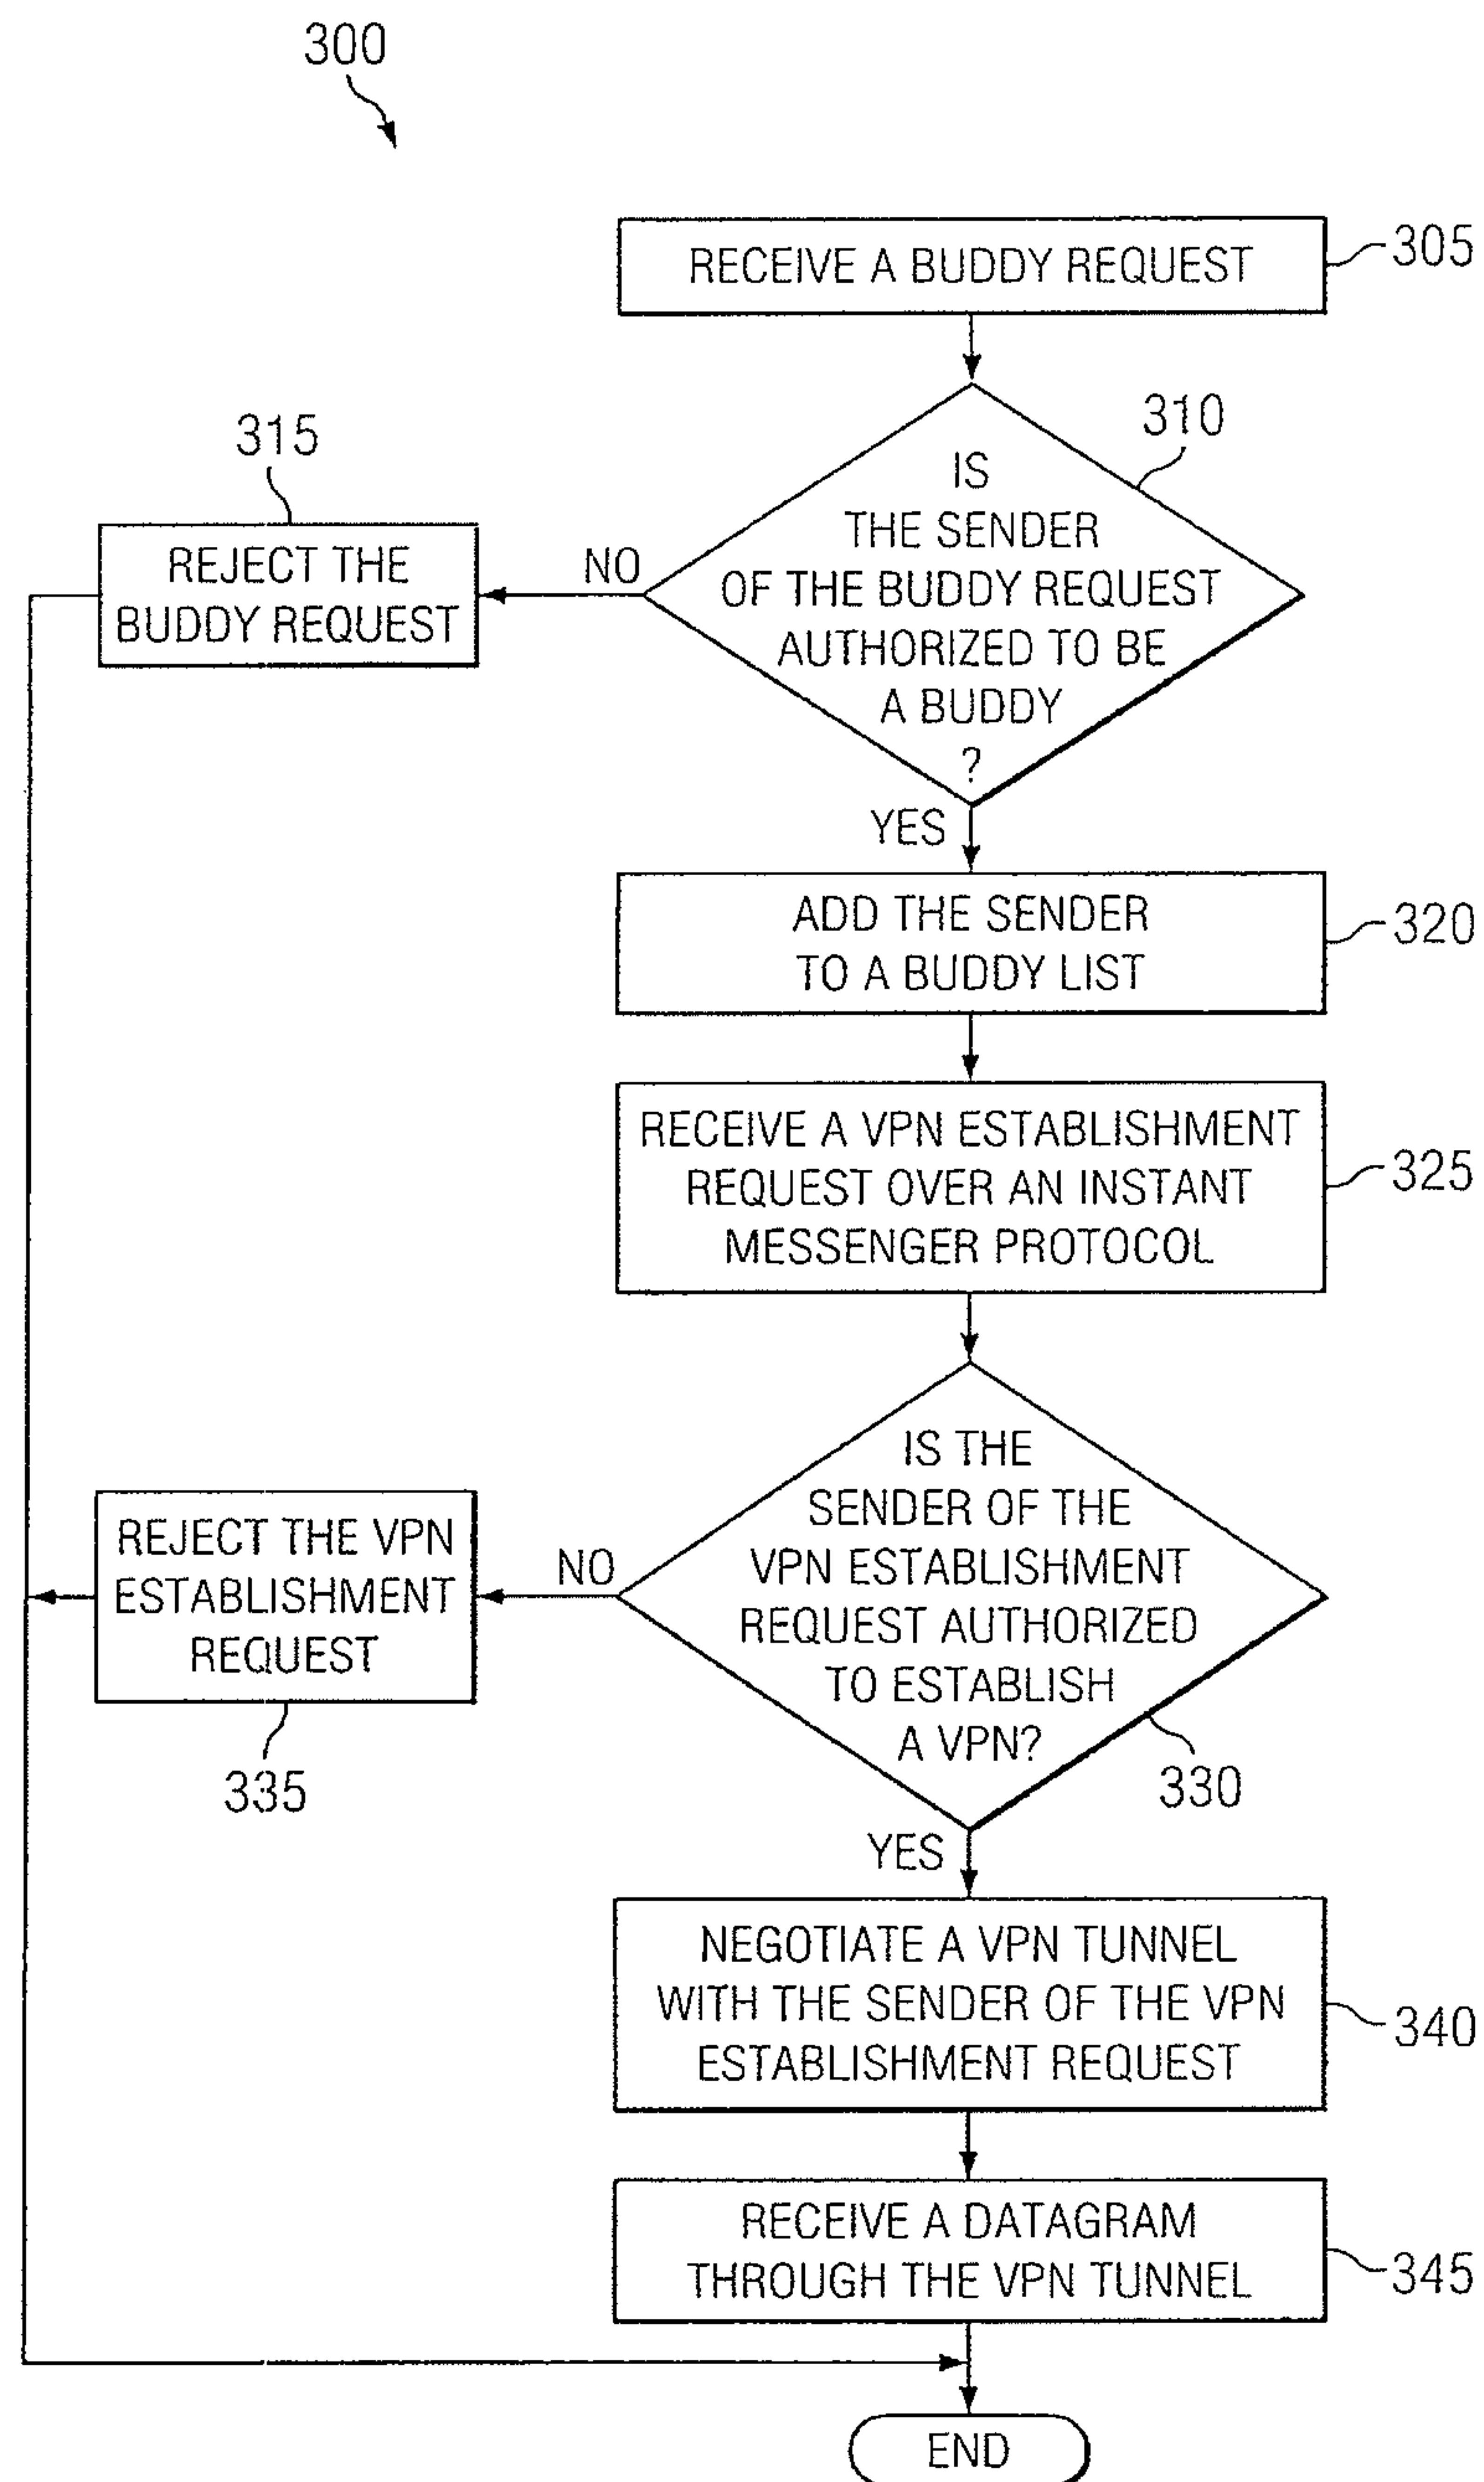 300
RECEIVE A BUDDY REQUEST
305
310
IS
THE SENDER
OF THE BUDDY REQUEST
AUTHORIZED TO BE
A BUDDY
?
NO
315
REJECT THE
BUDDY REQUEST
YES
ADD THE SENDER
TO A BUDDY LIST
320
RECEIVE A VPN ESTABLISHMENT
REQUEST OVER AN INSTANT
MESSENGER PROTOCOL
325
IS THE
SENDER OF THE
VPN ESTABLISHMENT
REQUEST AUTHORIZED
TO ESTABLISH
A VPN?
330
NO
REJECT THE VPN
ESTABLISHMENT
REQUEST
335
YES
NEGOTIATE A VPN TUNNEL
WITH THE SENDER OF THE VPN
ESTABLISHMENT REQUEST
340
RECEIVE A DATAGRAM
THROUGH THE VPN TUNNEL
345
END